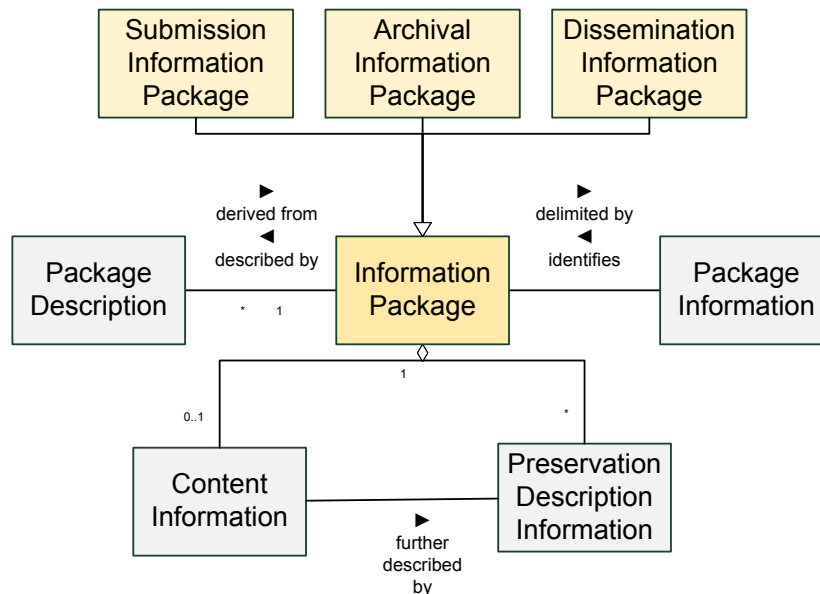 Submission
Information
Package
Archival
Information
Package
Dissemination
Information
Package
►
derived from
◄
described by
►
delimited by
◄
identifies
Package
Description
* 1
Information
Package
Package
Information
1
0..1
*
Content
Information
Preservation
Description
Information
►
further
described
by